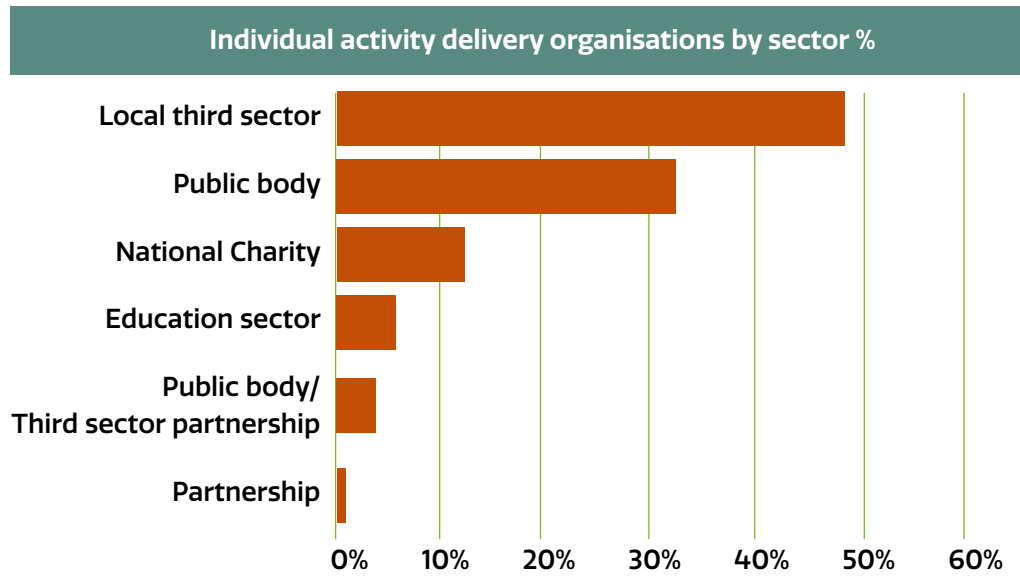 Individual activity delivery organisations by sector %
Local third sector
Public body
National Charity
Education sector
Public body/
Third sector partnership
Partnership
0% 10% 20% 30% 40% 50% 60%